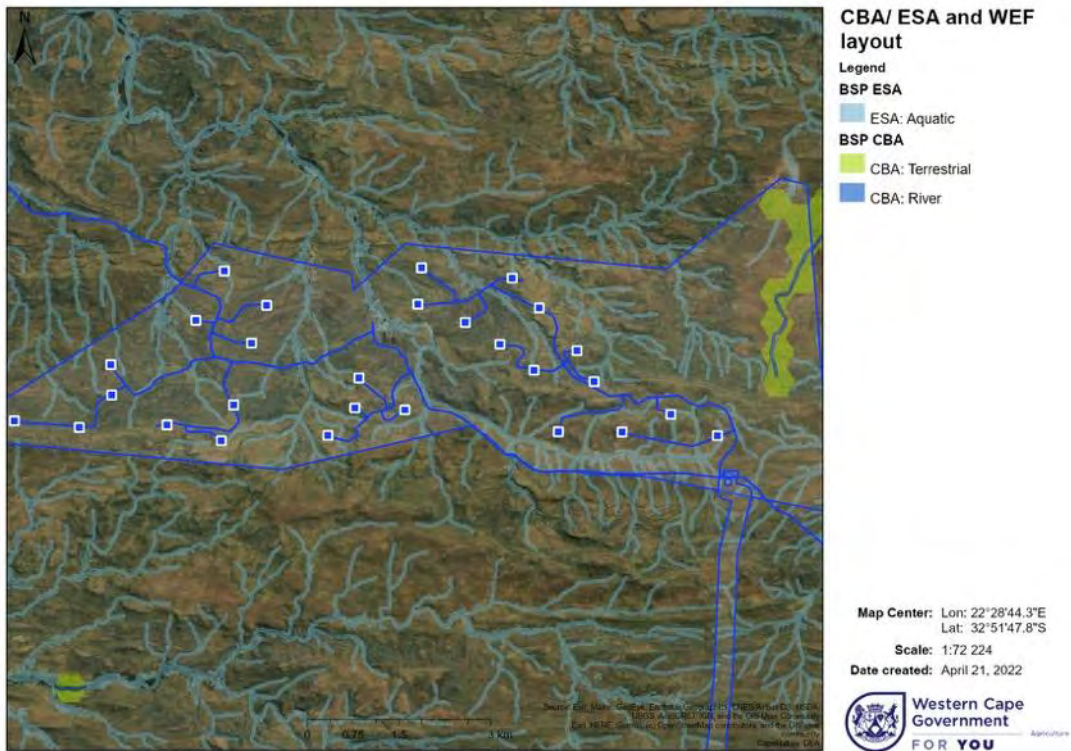 N
CBA/ ESA and WEF
layout
Legend
BSP ESA
ESA: Aquatic
BSP CBA
CBA: Terrestrial
CBA: River
0 0,75 1,5 3 km
Map Center: Lon: 22°28'44.3"E
Lat: 32°51'47.8"S
Scale: 1:72 224
Date created: April 21, 2022
Western Cape
Government
Agriculture
FOR YOU